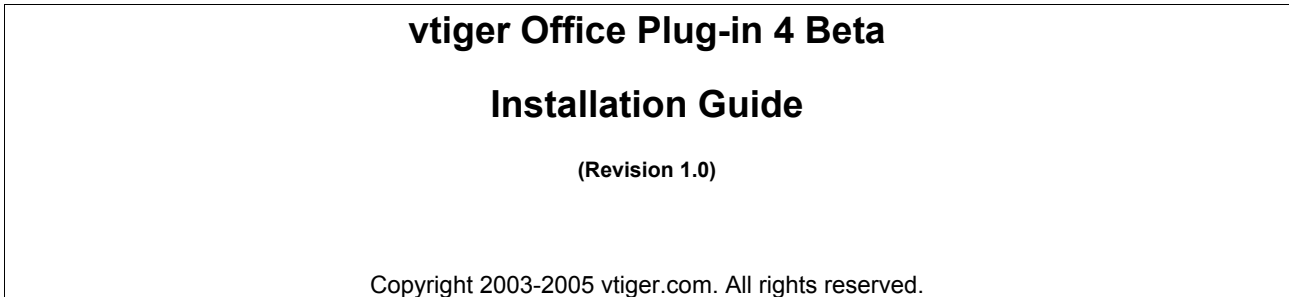 vtiger Office Plug-in 4 Beta
Installation Guide
(Revision 1.0)
Copyright 2003-2005 vtiger.com. All rights reserved.